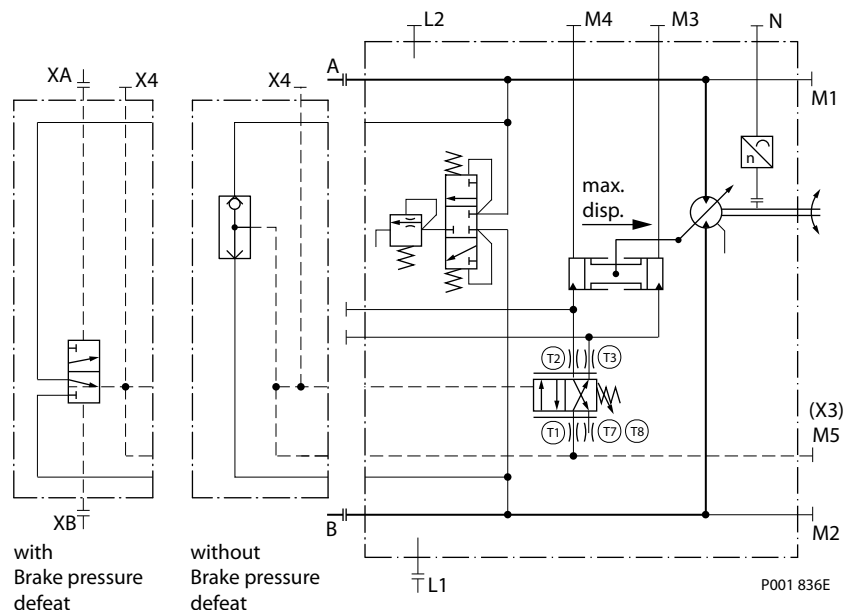 L2
M4
M3
N
XA
X4
X4
A
M1
n
max.
disp.
T2
T3
(X3)
T1
T7
T8
M5
XB
B
M2
with
Brake pressure
defeat
without
Brake pressure
defeat
L1
P001 836E